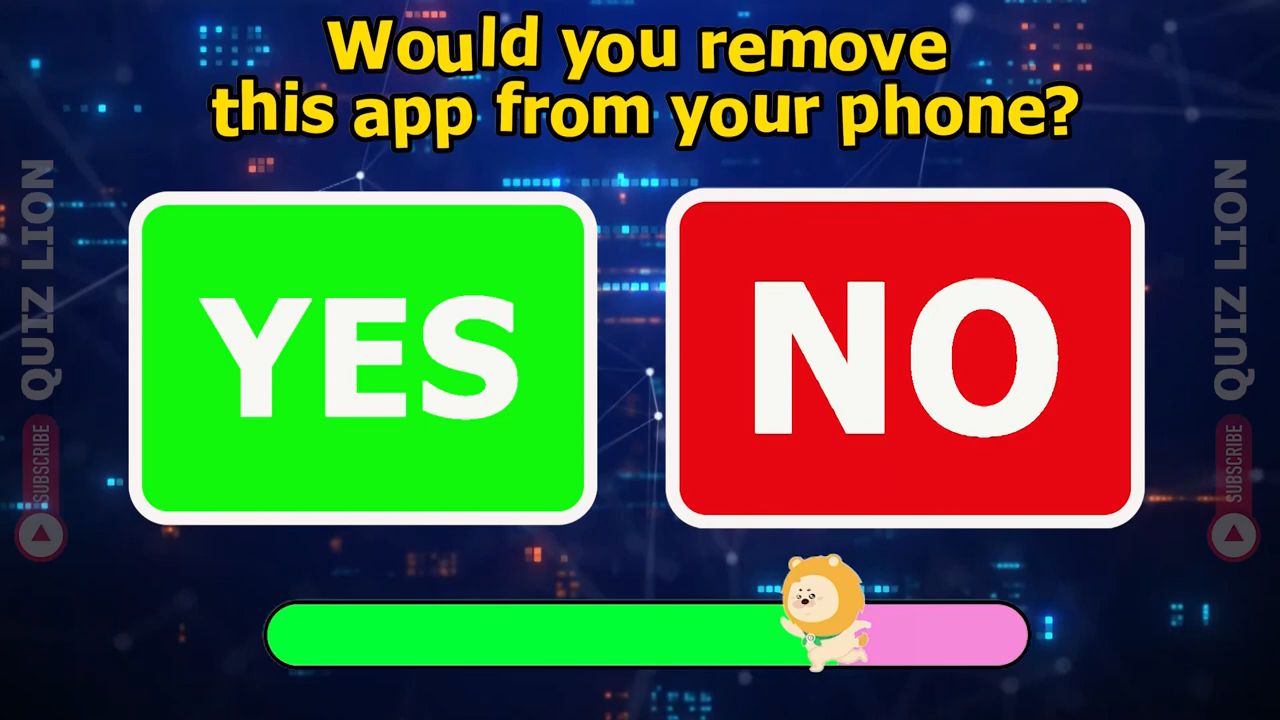 Would you remove
this app from your phone?
YES
NO
QUIZ LION
SUBSCRIBE
QUIZ LION
SUBSCRIBE